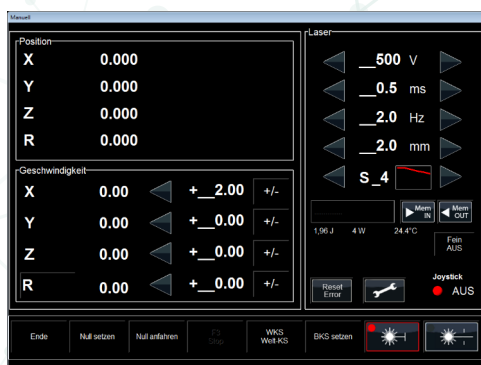 Manuell
Position
X 0.000
Y 0.000
Z 0.000
R 0.000
Geschwindigkeit
X 0.00 +__2.00 +/-
Y 0.00 +__0.00 +/-
Z 0.00 +__0.00 +/-
R 0.00 +__0.00 +/-
Laser
__500 V
__0.5 ms
__2.0 Hz
__2.0 mm
S_4
Mem IN
Mem OUT
1,96 J 4 W 24.4°C
Fein AUS
Reset Error
Joystick
AUS
Ende
Null setzen
Null anfahren
F3 Stop
WKS Welt-KS
BKS setzen